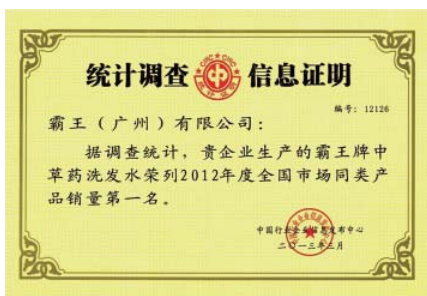 统计调查 信息证明
编号：12126
霸王（广州）有限公司：
据调查统计，贵企业生产的霸王牌中
草药洗发水荣列2012年度全国市场同类产
品销量第一名。
中国行业企业信息发布中心
二〇一三年三月